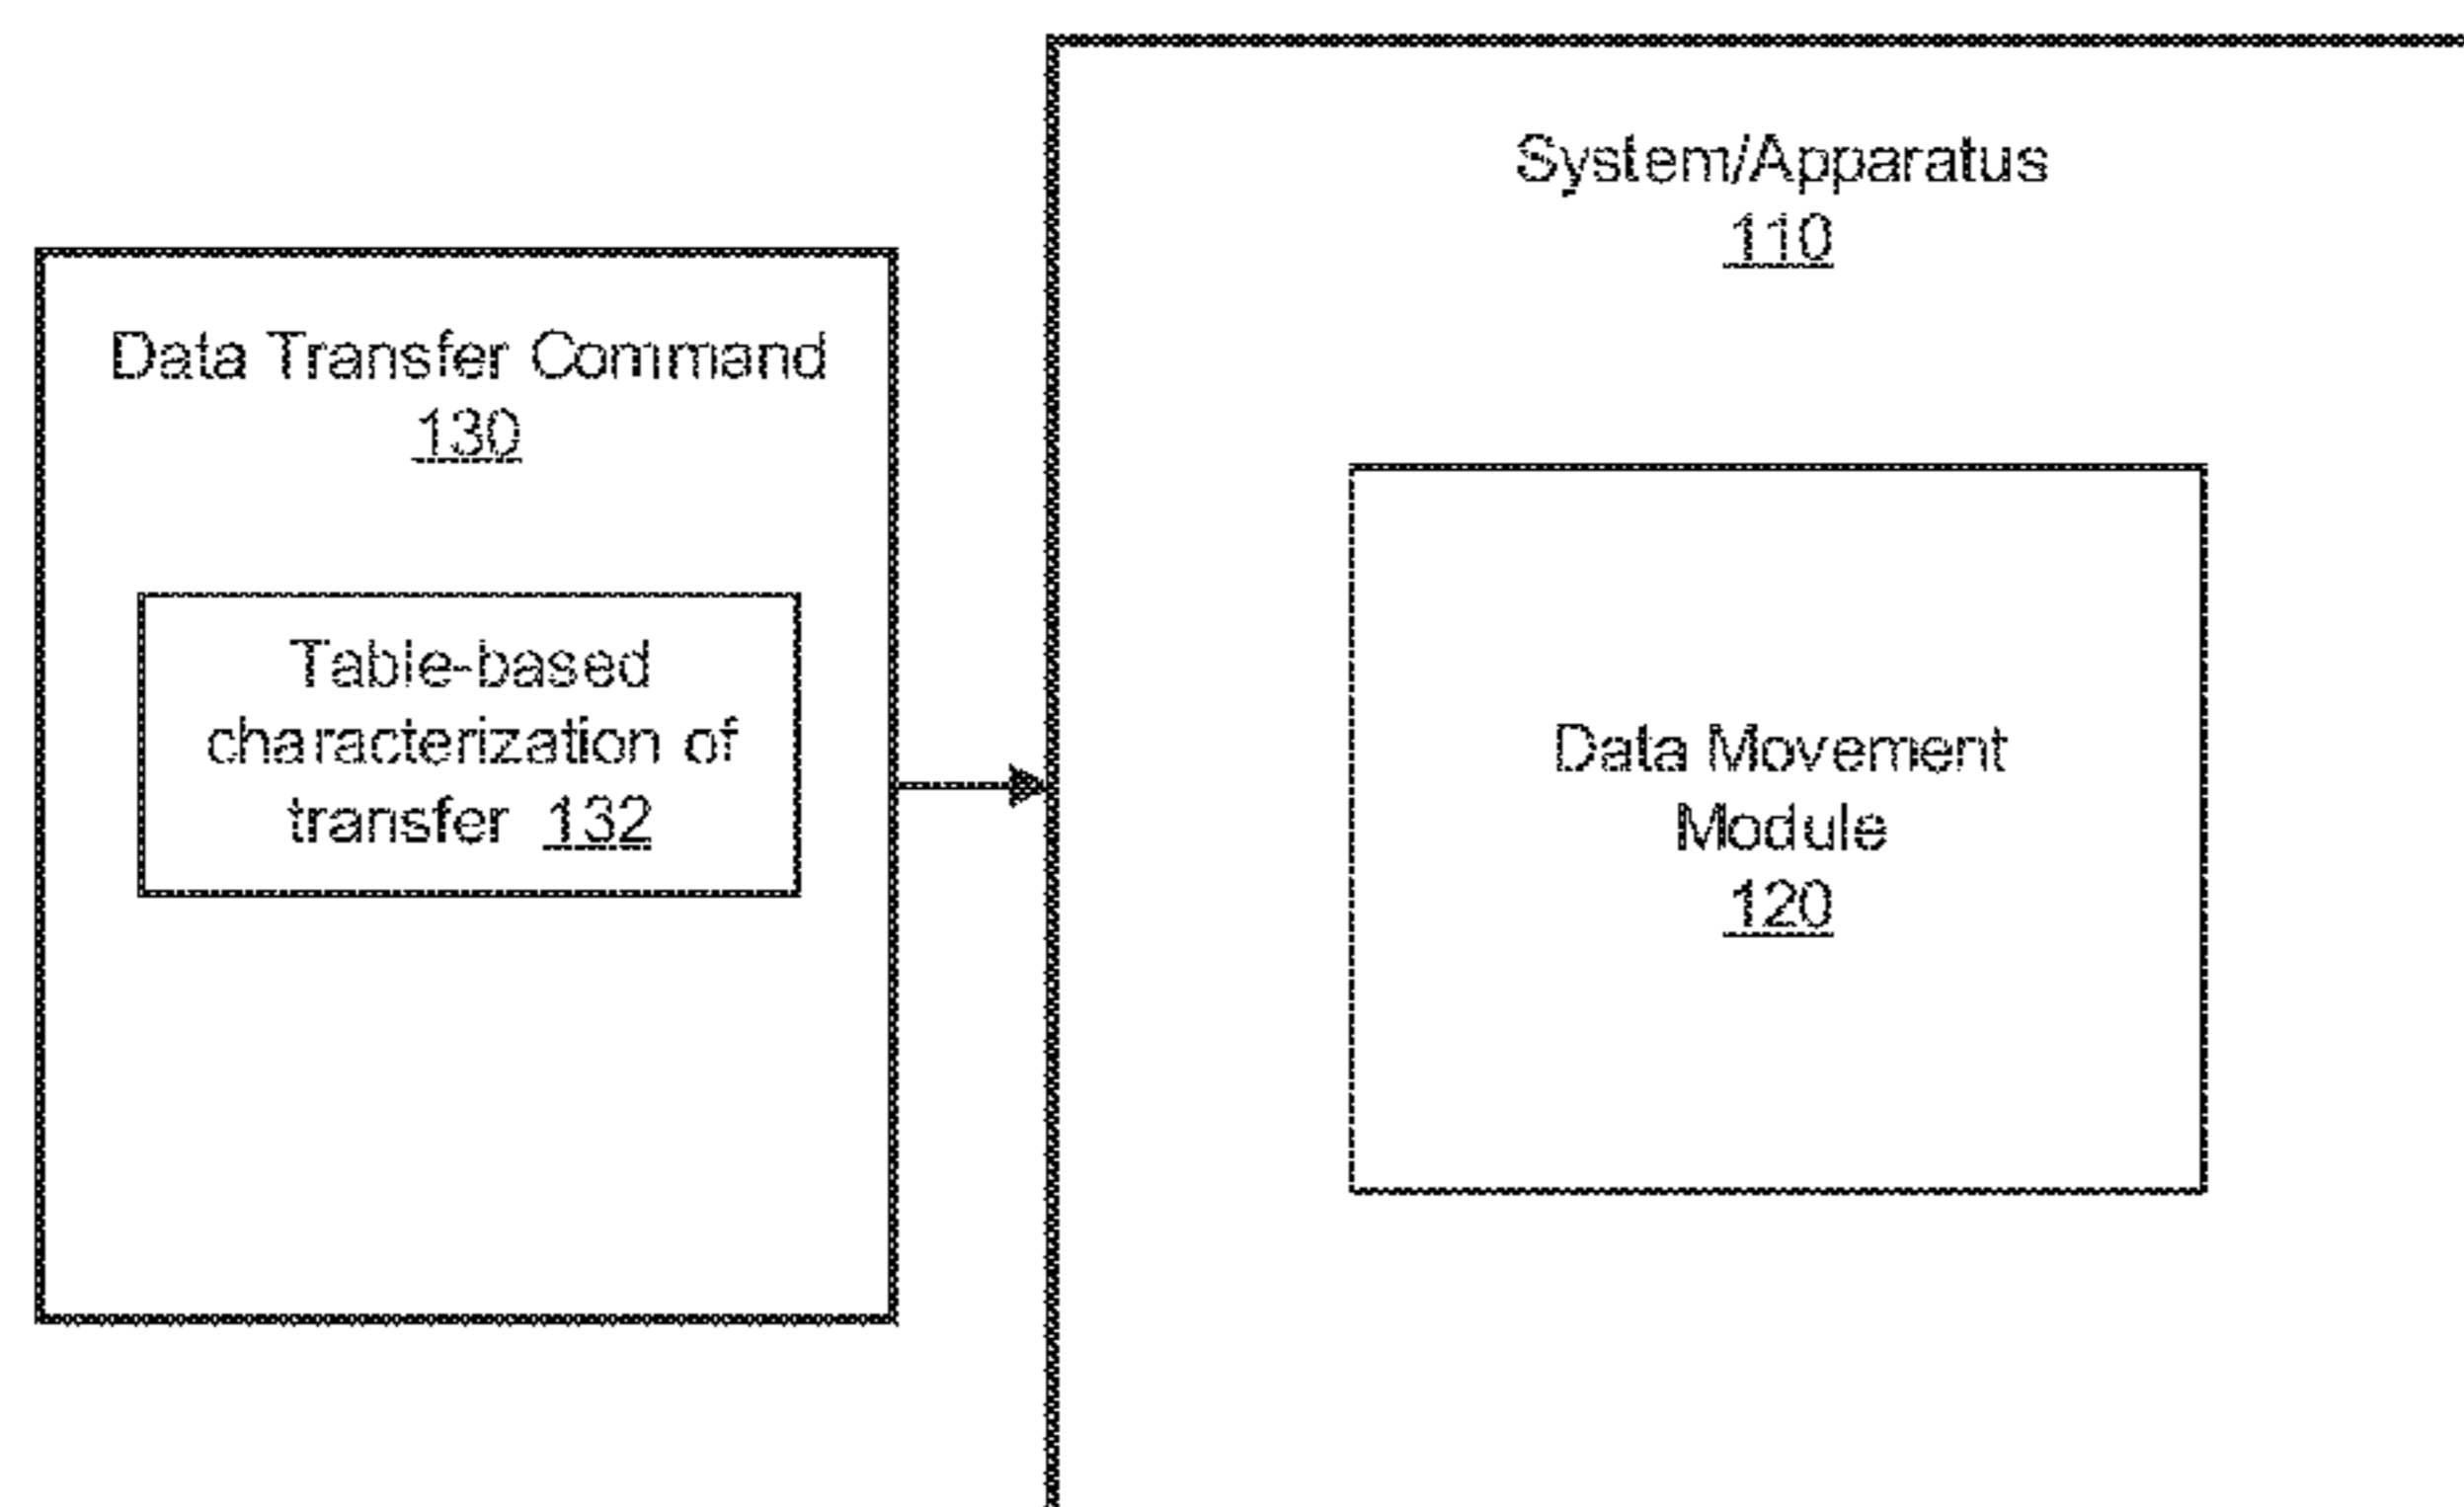 System/Apparatus
110
Data Transfer Command
130
Table-based
characterization of
transfer 132
Data Movement
Module
120